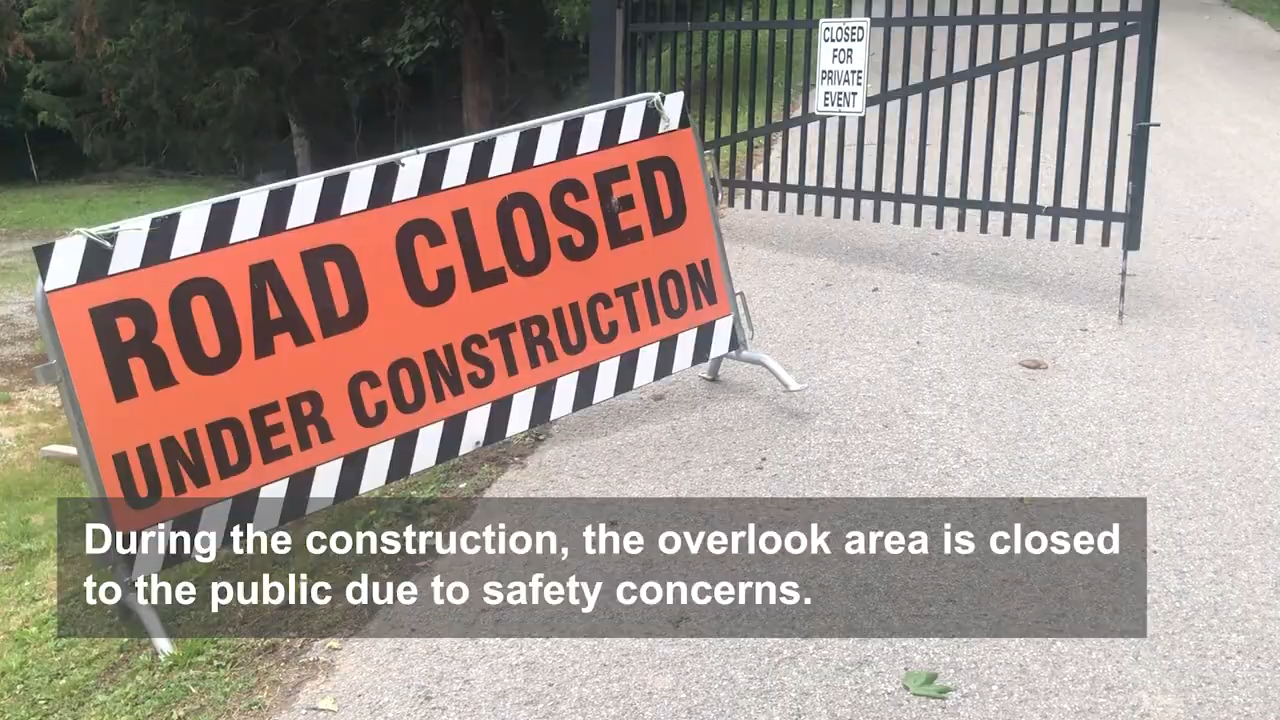 CLOSED
FOR
PRIVATE
EVENT
ROAD CLOSED
UNDER CONSTRUCTION
During the construction, the overlook area is closed
to the public due to safety concerns.